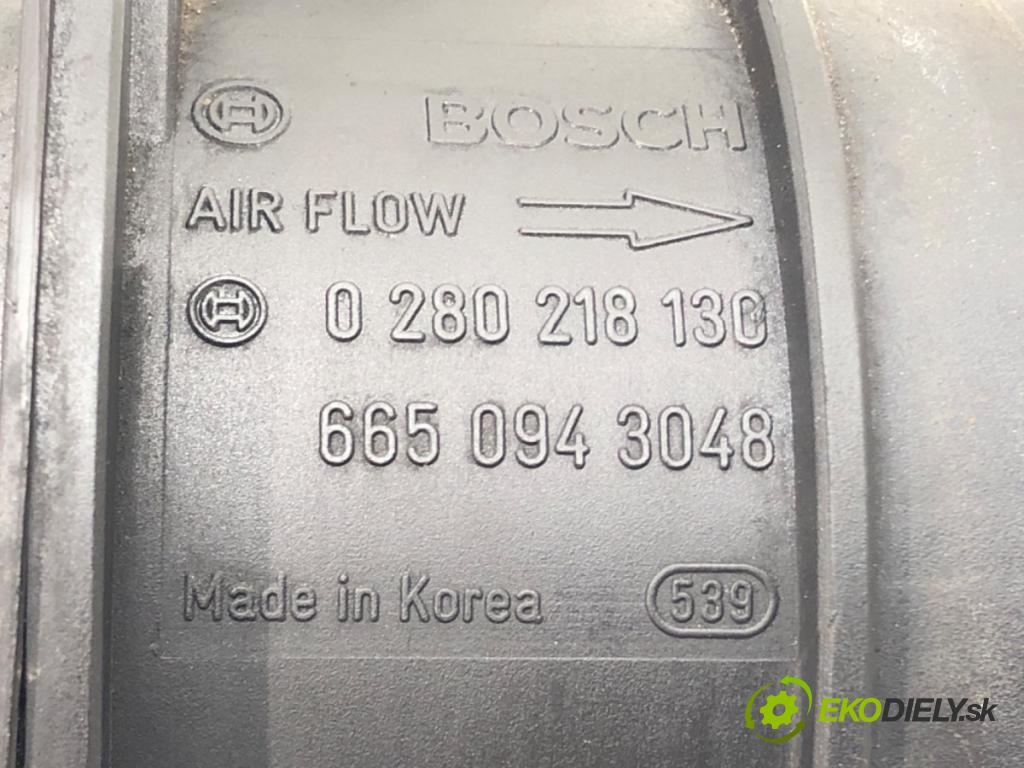 BOSCH
AIR FLOW
0 280 218 130
665 094 3048
Made in Korea 539
EKODIELY.sk